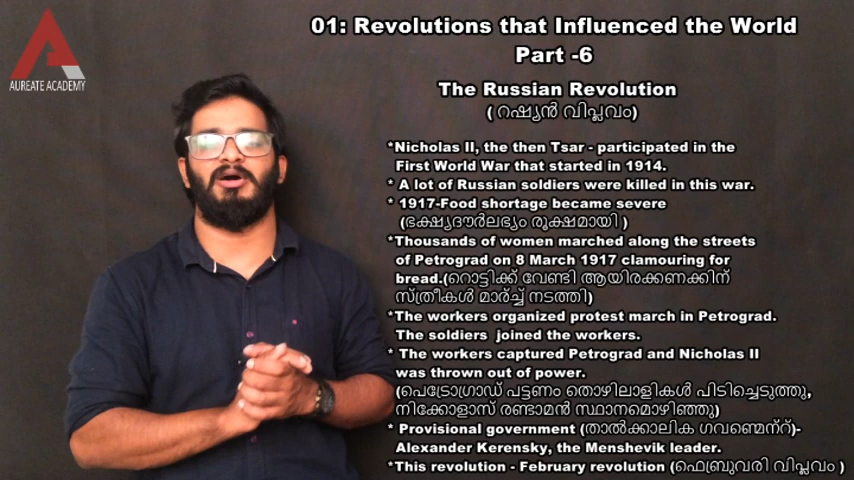 AUREATE ACADEMY
01: Revolutions that Influenced the World
Part -6
The Russian Revolution
( റഷ്യൻ വിപ്ലവം)
*Nicholas II, the then Tsar - participated in the
First World War that started in 1914.
* A lot of Russian soldiers were killed in this war.
* 1917-Food shortage became severe
(ഭക്ഷ്യദൗർലഭ്യം രൂക്ഷമായി )
*Thousands of women marched along the streets
of Petrograd on 8 March 1917 clamouring for
bread.(റൊട്ടിക്ക് വേണ്ടി ആയിരക്കണക്കിന്
സ്ത്രീകൾ മാർച്ച് നടത്തി)
*The workers organized protest march in Petrograd.
The soldiers joined the workers.
* The workers captured Petrograd and Nicholas II
was thrown out of power.
(പെട്രോഗ്രാഡ് പട്ടണം തൊഴിലാളികൾ പിടിച്ചെടുത്തു,
നിക്കോളാസ് രണ്ടാമൻ സ്ഥാനമൊഴിഞ്ഞു)
* Provisional government (താൽക്കാലിക ഗവണ്മെന്റ്)-
Alexander Kerensky, the Menshevik leader.
*This revolution - February revolution (ഫെബ്രുവരി വിപ്ലവം )